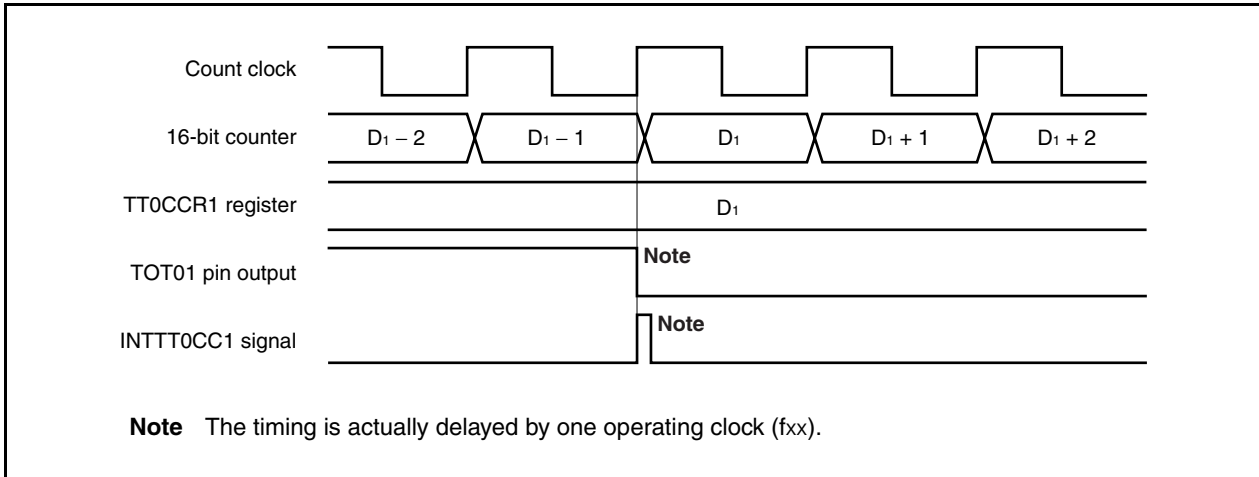 Count clock
16-bit counter D1 − 2 D1 − 1 D1 D1 + 1 D1 + 2
TT0CCR1 register D1
TOT01 pin output Note
INTTT0CC1 signal Note
Note The timing is actually delayed by one operating clock (fxx).